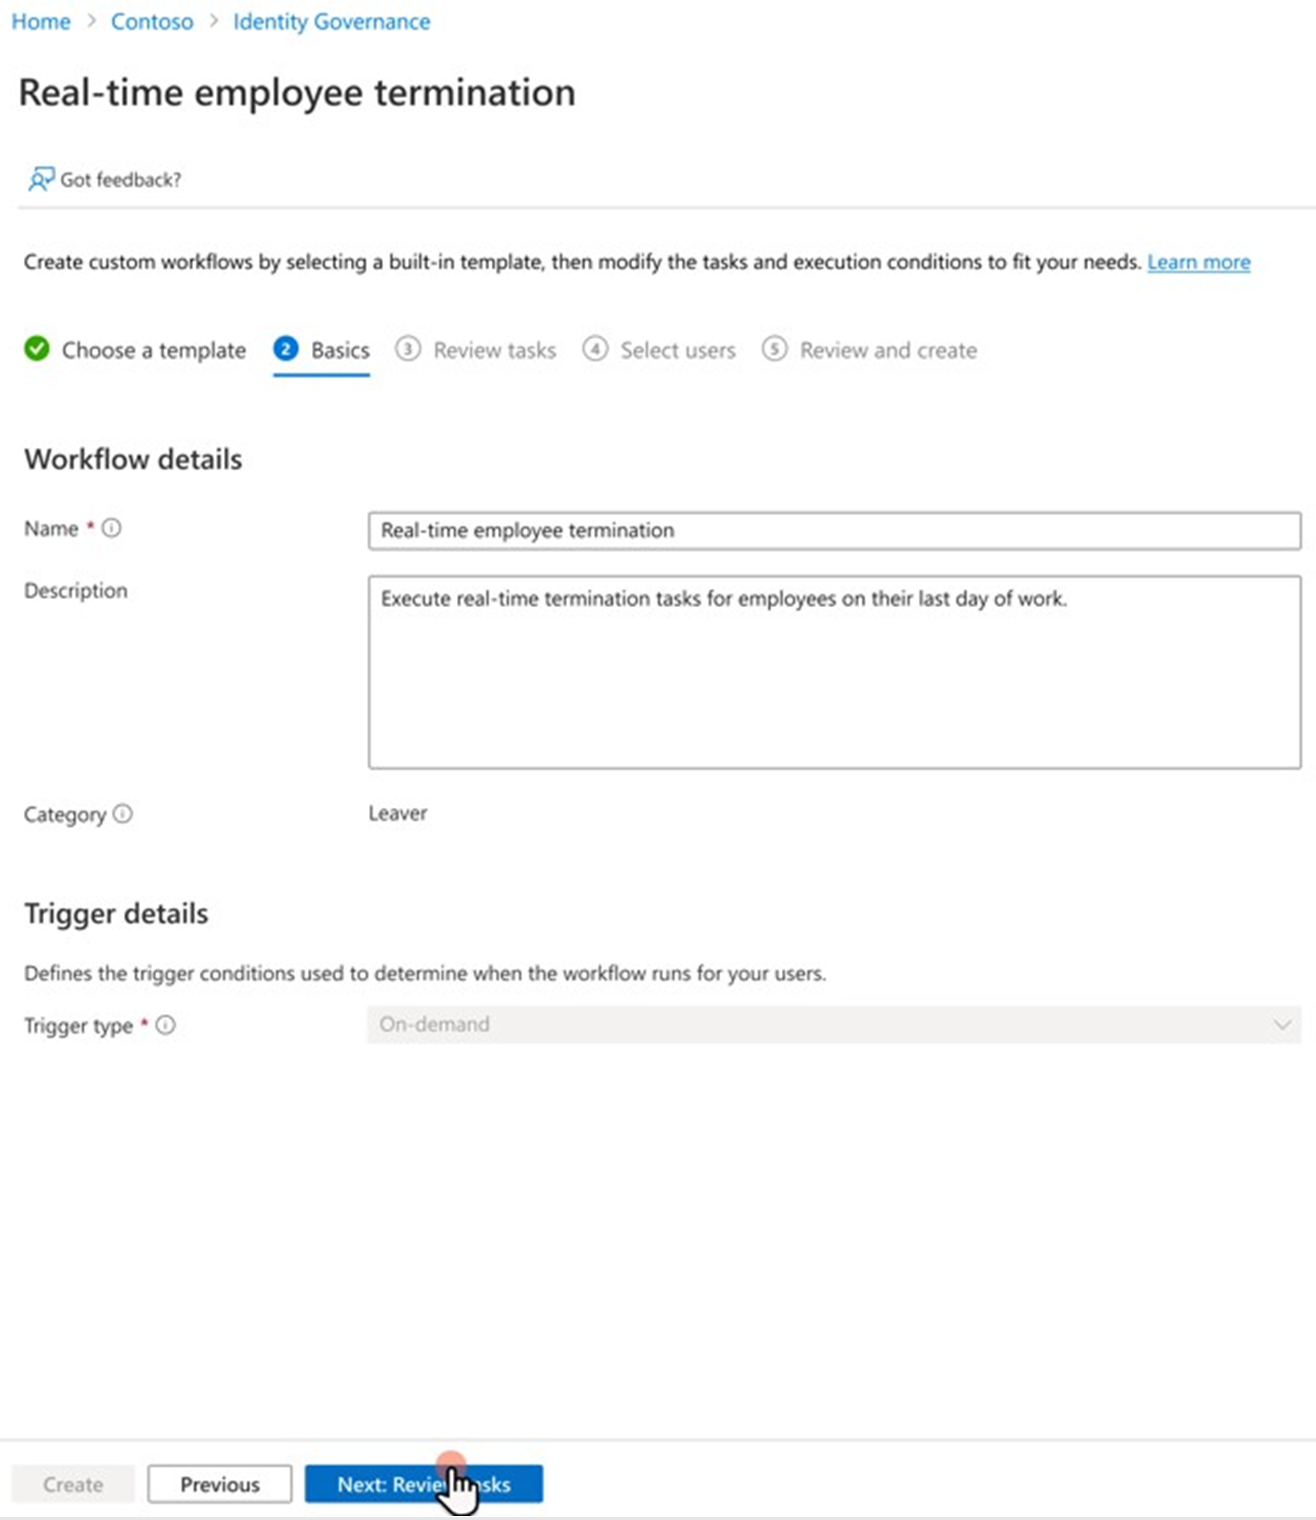 Home > Contoso > Identity Governance
Real-time employee termination
Got feedback?
Create custom workflows by selecting a built-in template, then modify the tasks and execution conditions to fit your needs. Learn more
Choose a template 2 Basics 3 Review tasks 4 Select users 5 Review and create
Workflow details
Name * Real-time employee termination
Description Execute real-time termination tasks for employees on their last day of work.
Category Leaver
Trigger details
Defines the trigger conditions used to determine when the workflow runs for your users.
Trigger type * On-demand
Create Previous Next: Review tasks